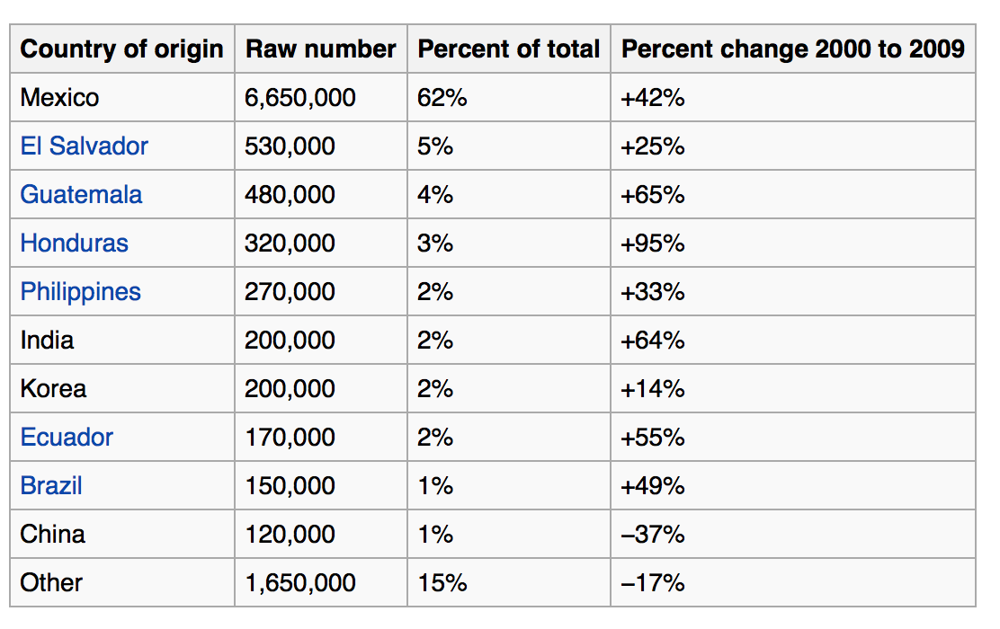 Country of origin Raw number Percent of total Percent change 2000 to 2009
Mexico 6,650,000 62% +42%
El Salvador 530,000 5% +25%
Guatemala 480,000 4% +65%
Honduras 320,000 3% +95%
Philippines 270,000 2% +33%
India 200,000 2% +64%
Korea 200,000 2% +14%
Ecuador 170,000 2% +55%
Brazil 150,000 1% +49%
China 120,000 1% −37%
Other 1,650,000 15% −17%